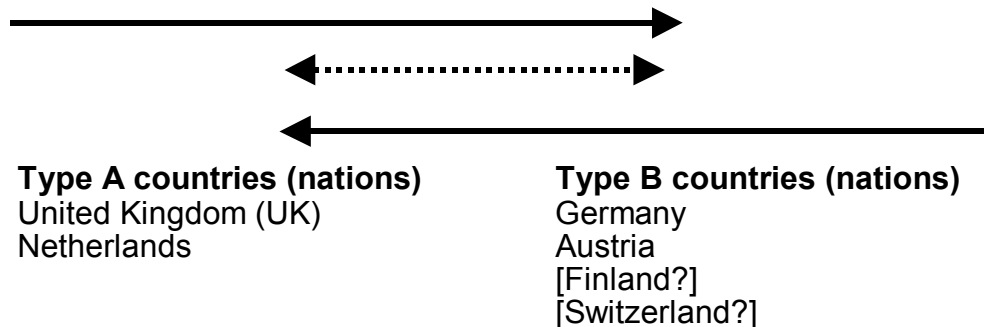 Type A countries (nations)
United Kingdom (UK)
Netherlands
Type B countries (nations)
Germany
Austria
[Finland?]
[Switzerland?]